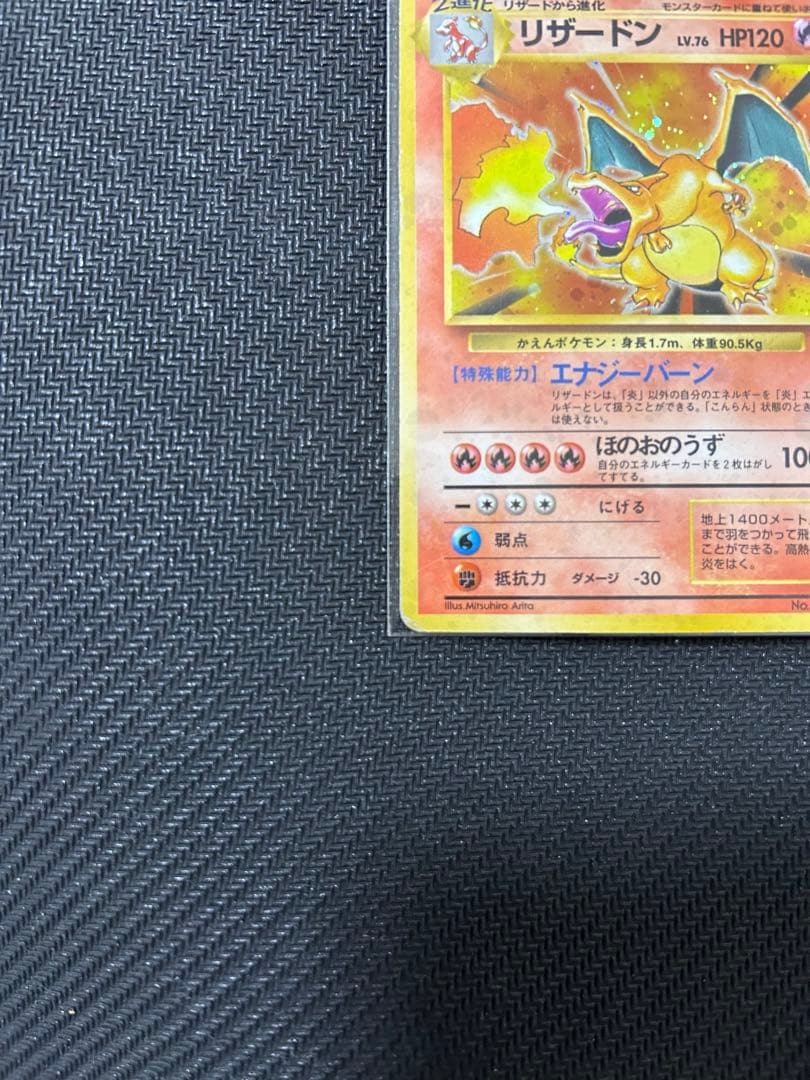 2進化 リザードから進化 モンスターカードに重ねて使い
リザードン LV.76 HP120
かえんポケモン：身長1.7m、体重90.5Kg
【特殊能力】エナジーバーン
リザードンは、「炎」以外の自分のエネルギーを「炎」エ
ルギーとして扱うことができる。「こんらん」状態のとき
は使えない。
ほのおのうず 100
自分のエネルギーカードを２枚はがし
てすてる。
ー にげる
弱点
抵抗力 ダメージ -30
地上1400メート
まで羽をつかって飛
ことができる。高熱
炎をはく。
Illus.Mitsuhiro Arita No.